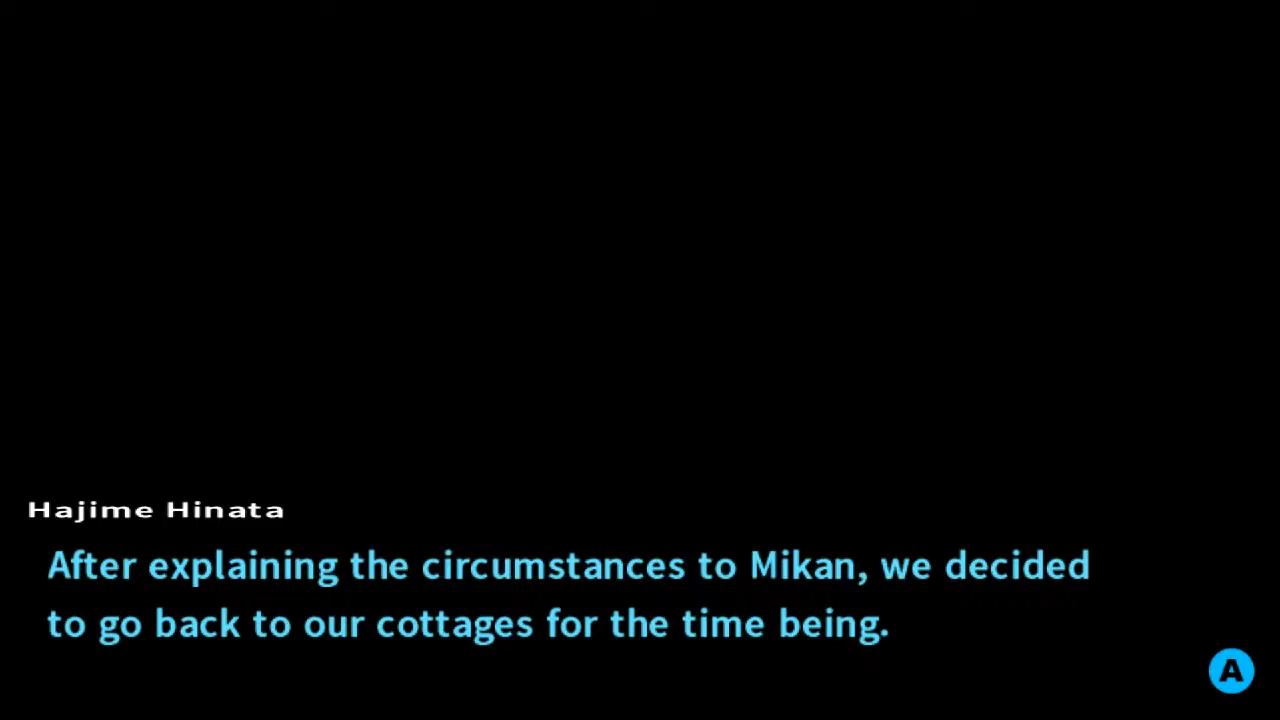 Hajime Hinata
After explaining the circumstances to Mikan, we decided
to go back to our cottages for the time being.
A